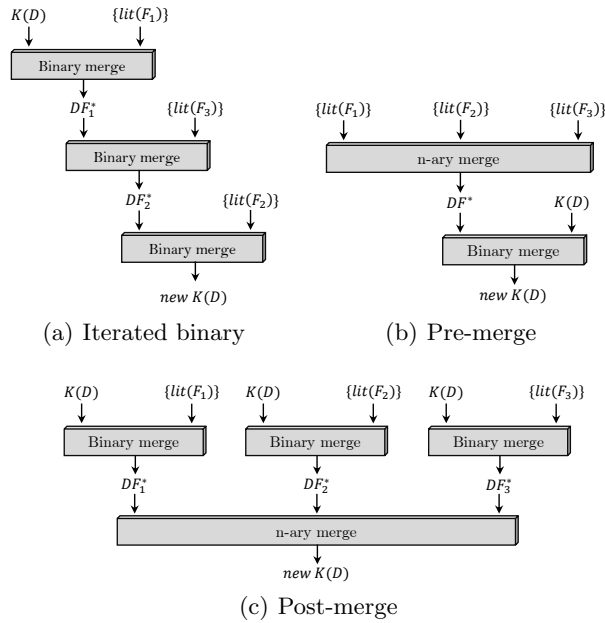 K(D) {lit(F₁)}
Binary merge
DF₁* {lit(F₃)}
Binary merge
DF₂* {lit(F₂)}
Binary merge
new K(D)
(a) Iterated binary
{lit(F₁)} {lit(F₂)} {lit(F₃)}
n-ary merge
DF* K(D)
Binary merge
new K(D)
(b) Pre-merge
K(D) {lit(F₁)} K(D) {lit(F₂)} K(D) {lit(F₃)}
Binary merge Binary merge Binary merge
DF₁* DF₂* DF₃*
n-ary merge
new K(D)
(c) Post-merge